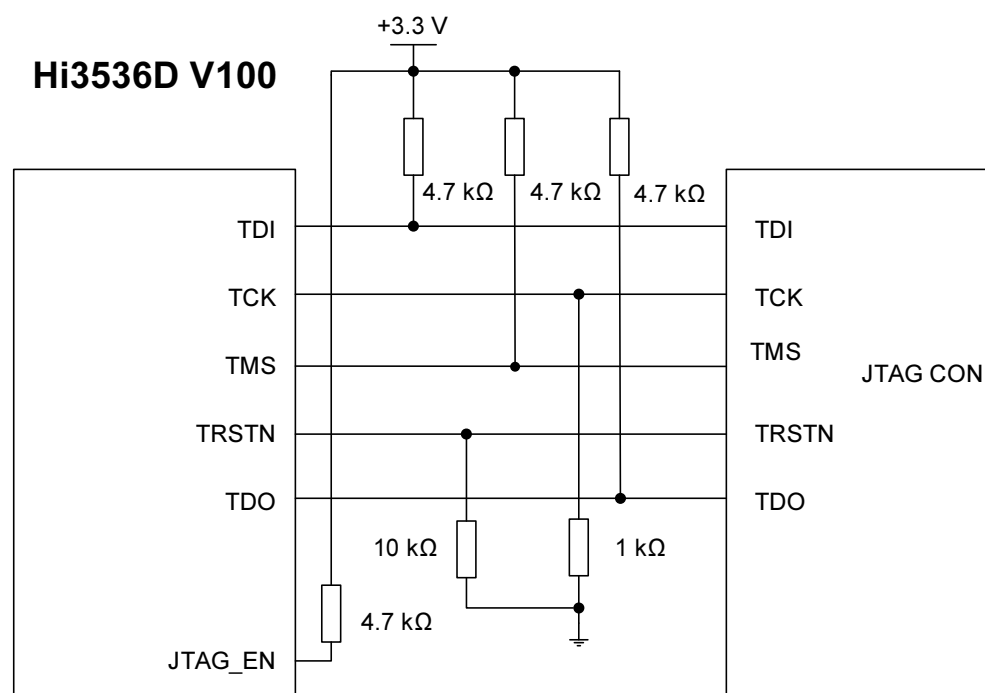 +3.3 V
Hi3536D V100
4.7 kΩ
4.7 kΩ
4.7 kΩ
TDI
TDI
TCK
TCK
TMS
TMS
JTAG CON
TRSTN
TRSTN
TDO
TDO
10 kΩ
1 kΩ
4.7 kΩ
JTAG_EN